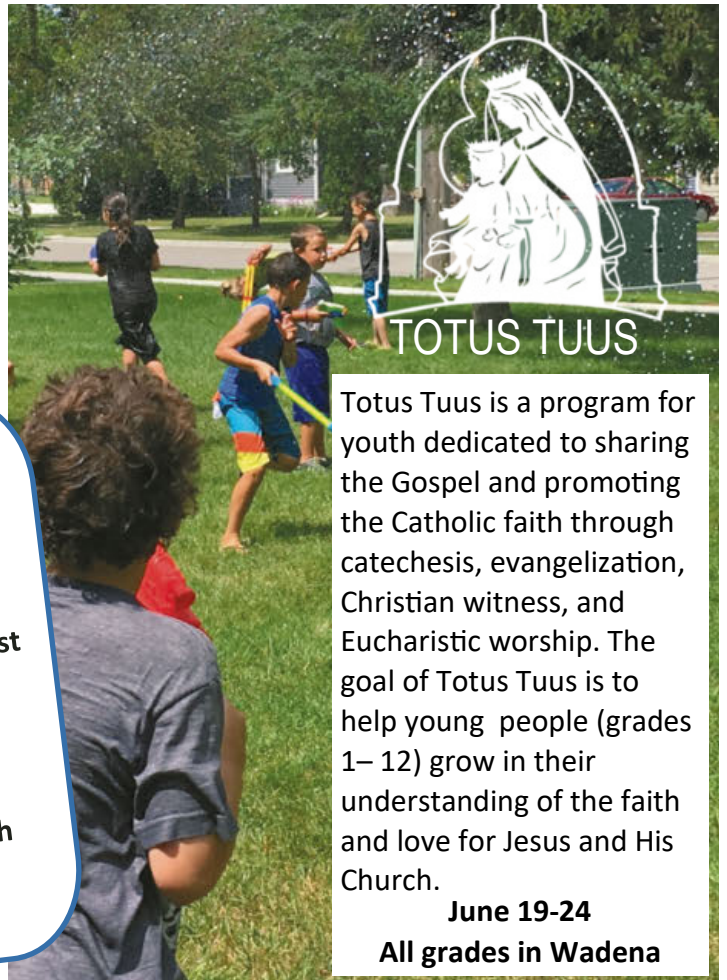 TOTUS TUUS
Totus Tuus is a program for
youth dedicated to sharing
the Gospel and promoting
the Catholic faith through
catechesis, evangelization,
Christian witness, and
Eucharistic worship. The
goal of Totus Tuus is to
help young  people (grades
1– 12) grow in their
understanding of the faith
and love for Jesus and His
Church.
June 19-24
All grades in Wadena